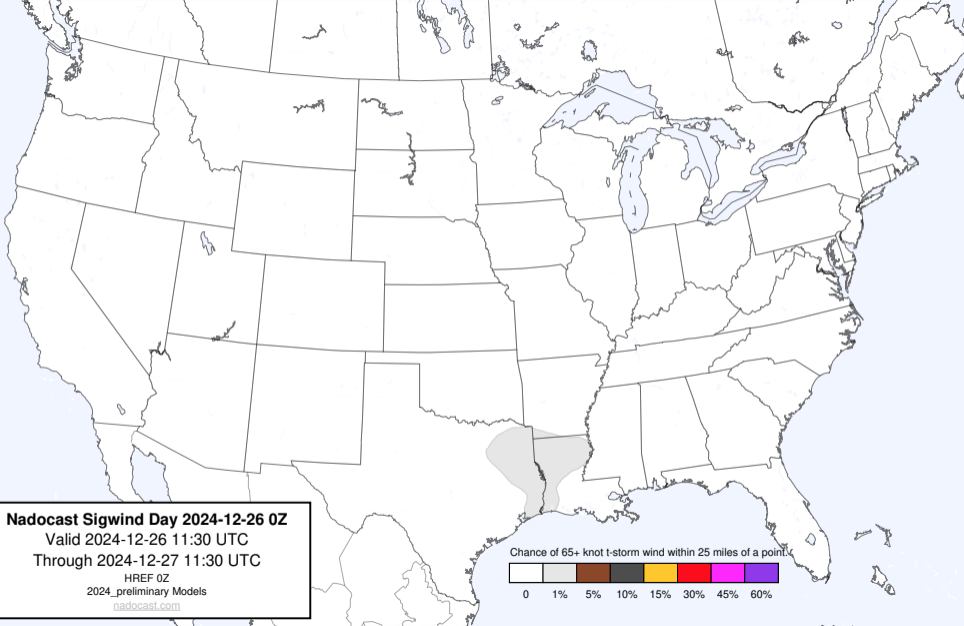 Nadocast Sigwind Day 2024-12-26 0Z
Valid 2024-12-26 11:30 UTC
Through 2024-12-27 11:30 UTC
HREF 0Z
2024_preliminary Models
nadocast.com
Chance of 65+ knot t-storm wind within 25 miles of a point.
0 1% 5% 10% 15% 30% 45% 60%